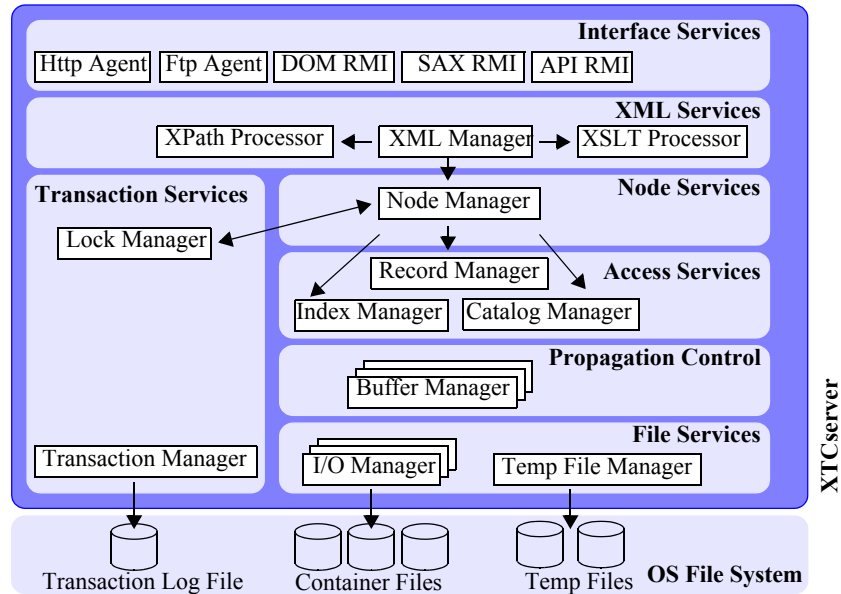 Interface Services
Http Agent
Ftp Agent
DOM RMI
SAX RMI
API RMI
XML Services
XPath Processor
XML Manager
XSLT Processor
Transaction Services
Node Services
Node Manager
Lock Manager
Access Services
Record Manager
Index Manager
Catalog Manager
Propagation Control
Buffer Manager
File Services
Transaction Manager
I/O Manager
Temp File Manager
XTCserver
Transaction Log File
Container Files
Temp Files
OS File System